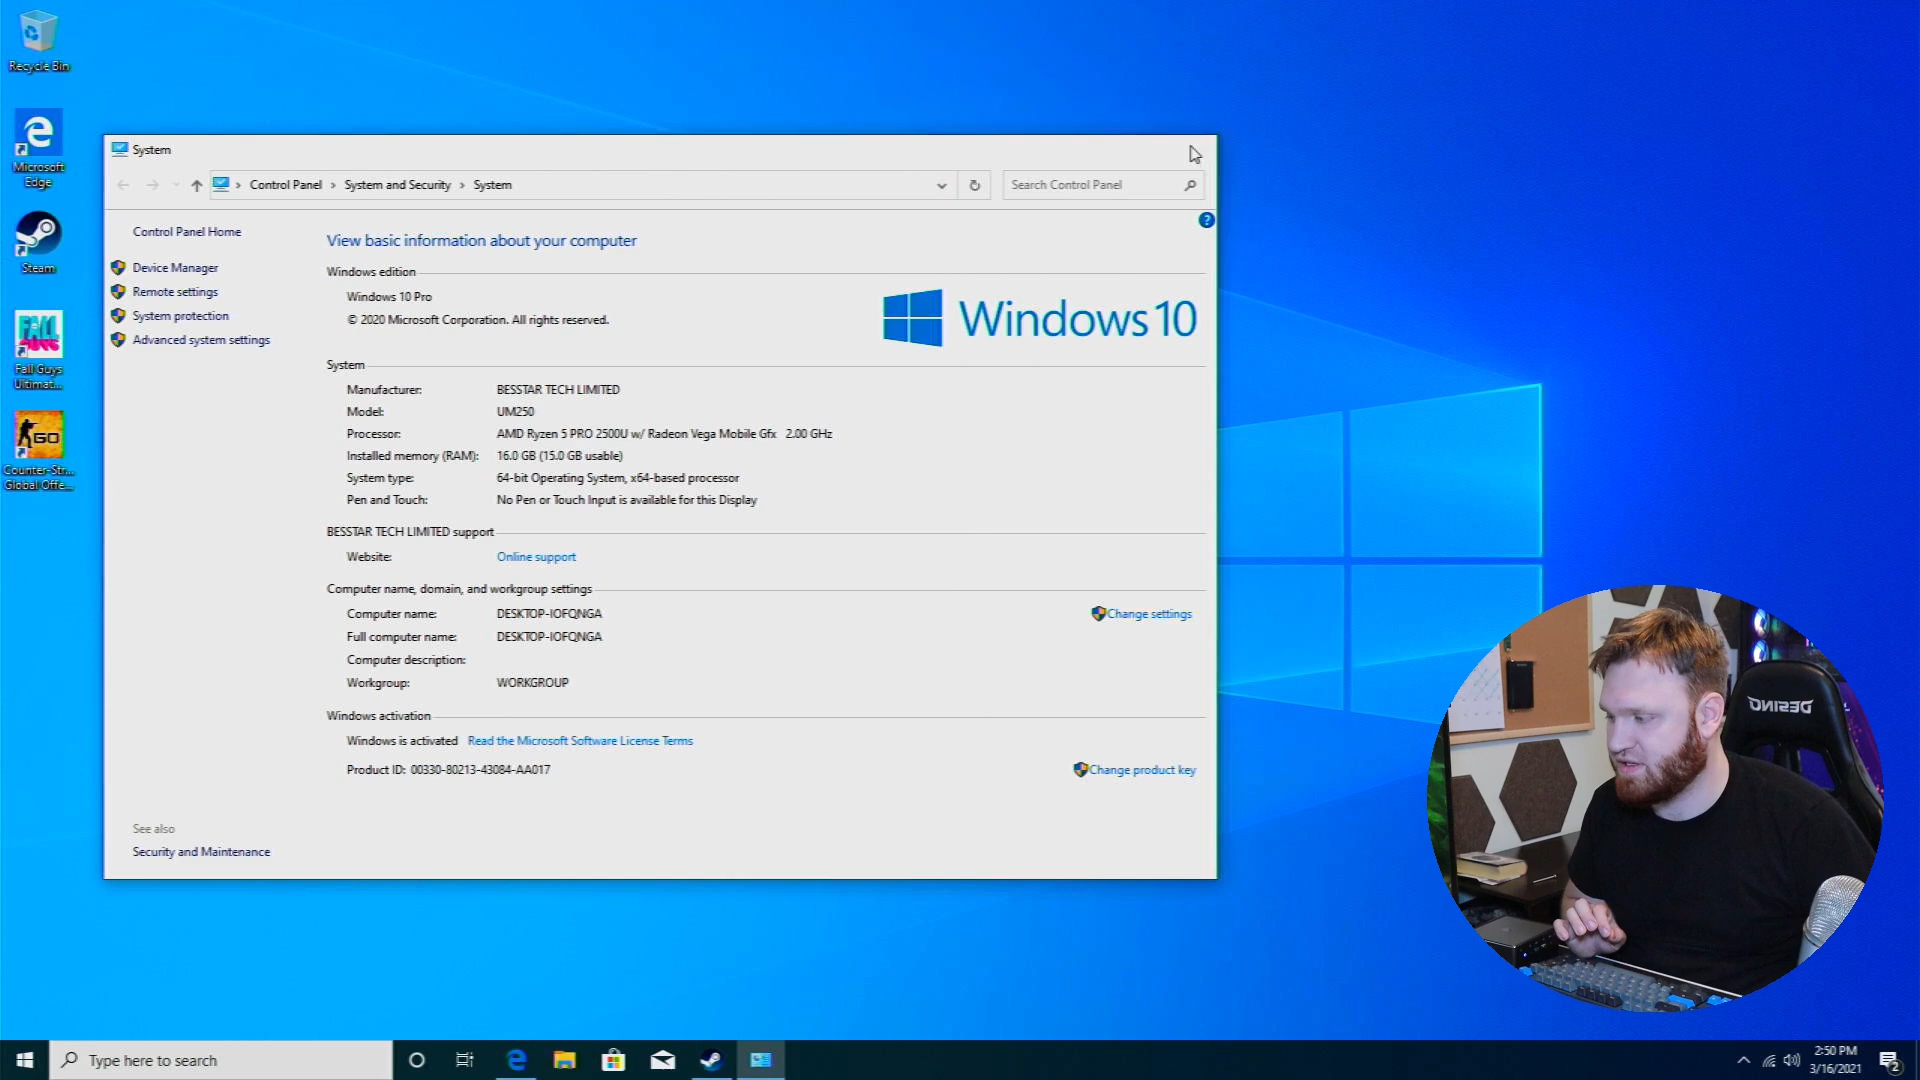 Recycle Bin
Microsoft
Edge
Steam
FALL
GUYS
Fall Guys
Ultimat...
GO
Counter-Str...
Global Offe...
System
Control Panel
System and Security
System
Search Control Panel
?
Control Panel Home
Device Manager
Remote settings
System protection
Advanced system settings
View basic information about your computer
Windows edition
Windows 10 Pro
© 2020 Microsoft Corporation. All rights reserved.
Windows 10
System
Manufacturer: BESSTAR TECH LIMITED
Model: UM250
Processor: AMD Ryzen 5 PRO 2500U w/ Radeon Vega Mobile Gfx 2.00 GHz
Installed memory (RAM): 16.0 GB (15.0 GB usable)
System type: 64-bit Operating System, x64-based processor
Pen and Touch: No Pen or Touch Input is available for this Display
BESSTAR TECH LIMITED support
Website: Online support
Computer name, domain, and workgroup settings
Computer name: DESKTOP-IOFQNGA
Change settings
Full computer name: DESKTOP-IOFQNGA
Computer description:
Workgroup: WORKGROUP
Windows activation
Windows is activated Read the Microsoft Software License Terms
Product ID: 00330-80213-43084-AA017
Change product key
See also
Security and Maintenance
DESINO
Type here to search
2:50 PM
3/16/2021
2